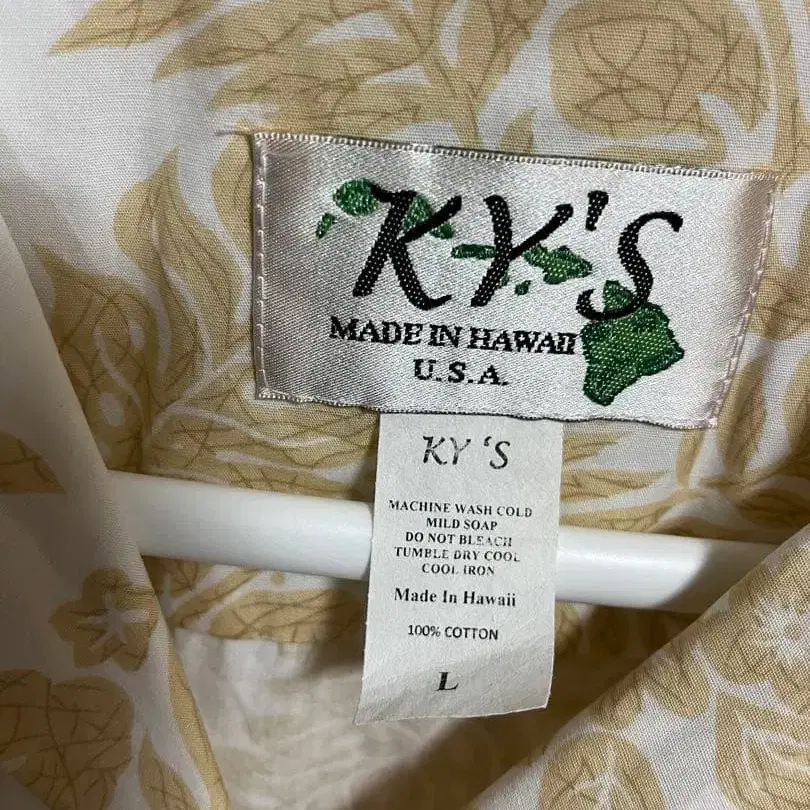 KY'S
MADE IN HAWAII
U.S.A.
KY 'S
MACHINE WASH COLD
MILD SOAP
DO NOT BLEACH
TUMBLE DRY COOL
COOL IRON
Made In Hawaii
100% COTTON
L